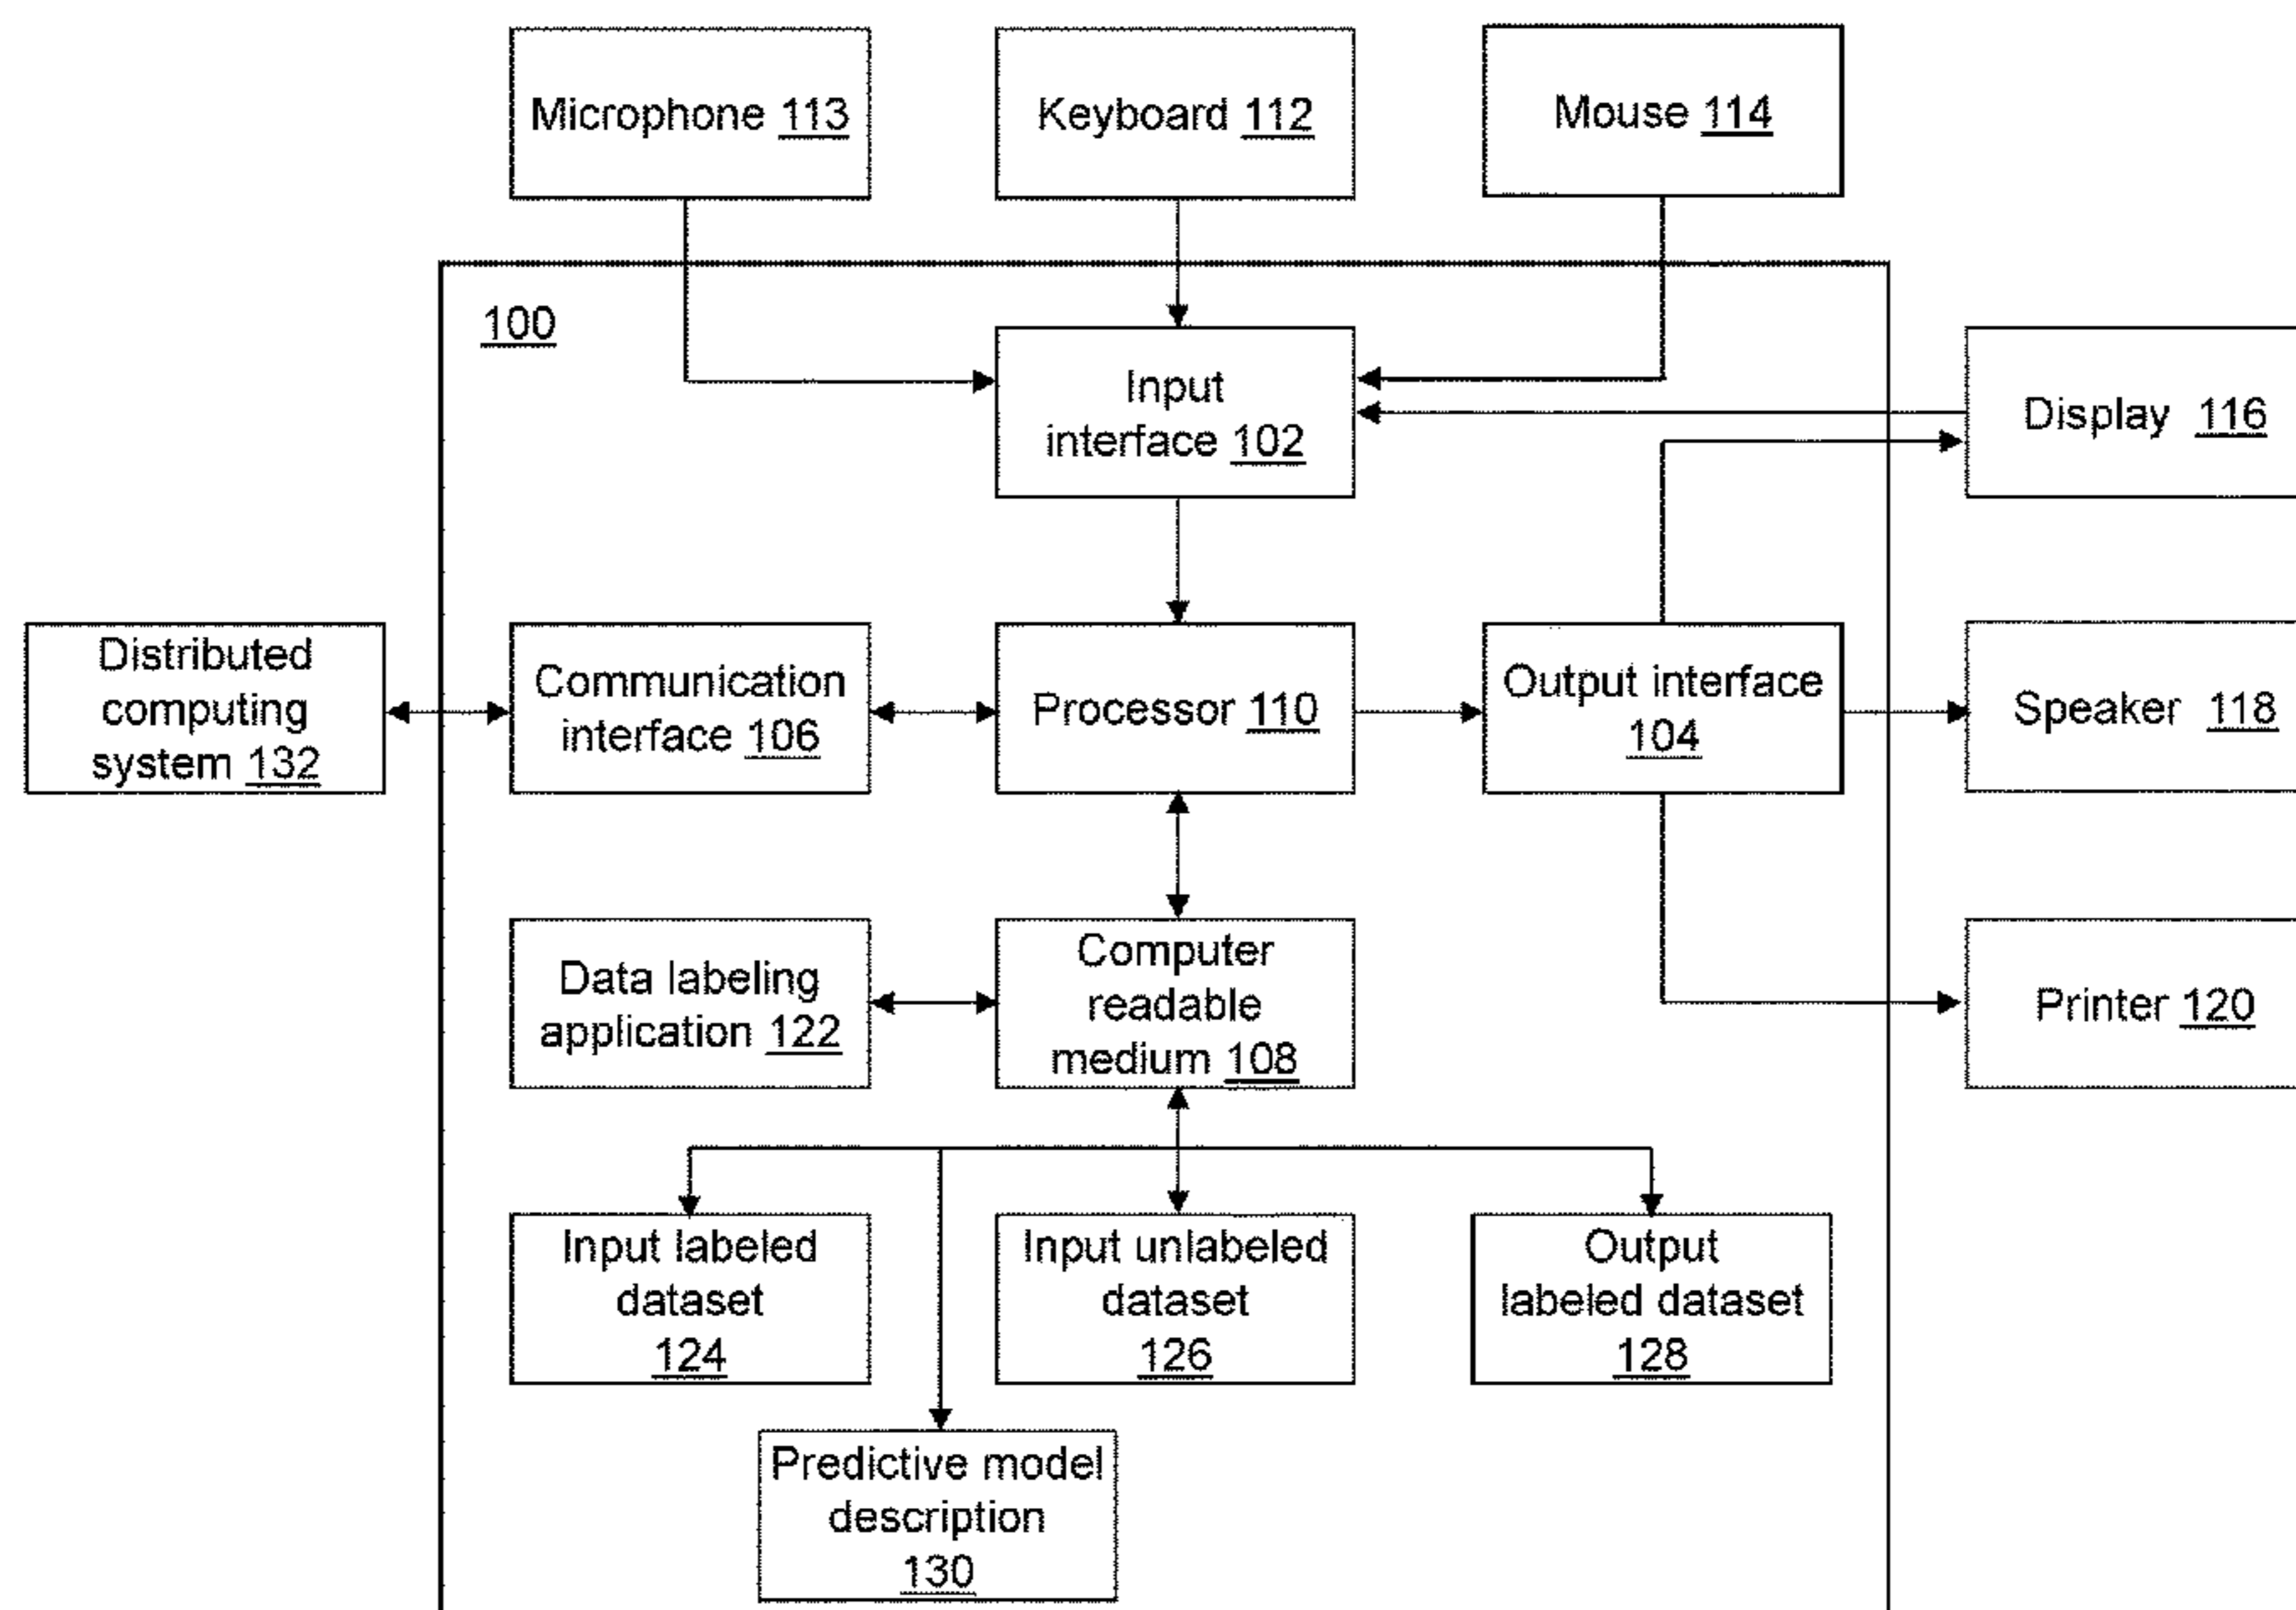 Microphone 113
Keyboard 112
Mouse 114
100
Input
interface 102
Display 116
Distributed
computing
system 132
Communication
interface 106
Processor 110
Output interface
104
Speaker 118
Data labeling
application 122
Computer
readable
medium 108
Printer 120
Input labeled
dataset
124
Input unlabeled
dataset
126
Output
labeled dataset
128
Predictive model
description
130